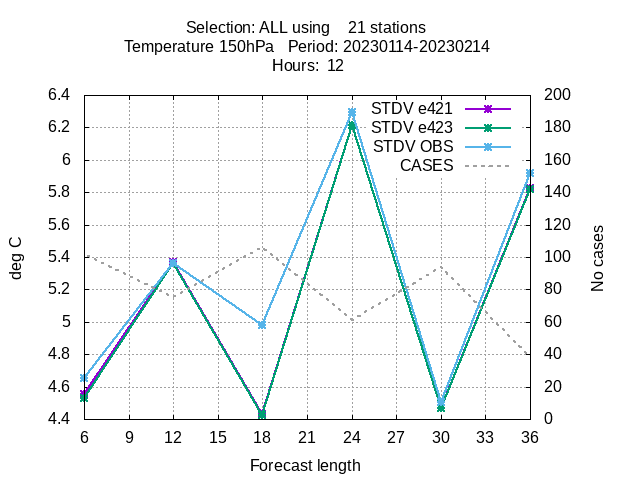 Selection: ALL using    21 stations
Temperature 150hPa   Period: 20230114-20230214
Hours:  12
STDV e421
STDV e423
STDV OBS
CASES
deg C
6.4
6.2
6
5.8
5.6
5.4
5.2
5
4.8
4.6
4.4
200
180
160
140
120
100
80
60
40
20
0
No cases
6 9 12 15 18 21 24 27 30 33 36
Forecast length